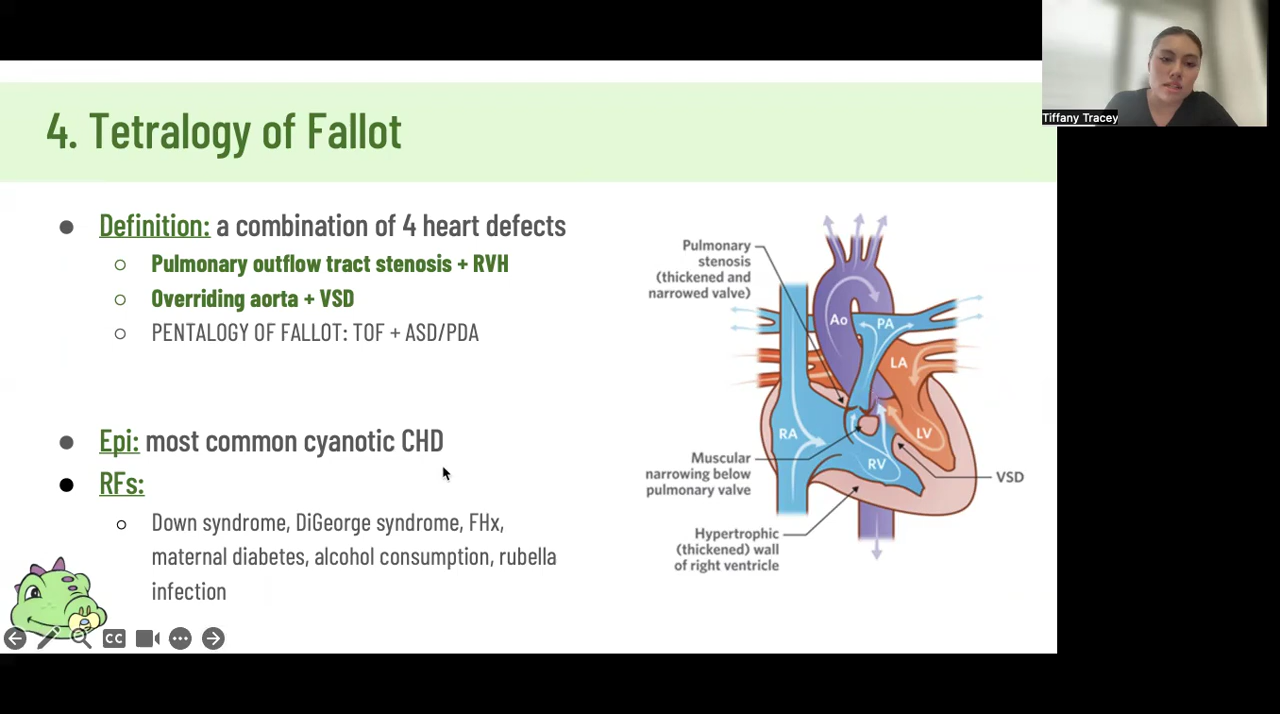 Tiffany Tracey
4. Tetralogy of Fallot
● Definition: a combination of 4 heart defects
○ Pulmonary outflow tract stenosis + RVH
○ Overriding aorta + VSD
○ PENTALOGY OF FALLOT: TOF + ASD/PDA
● Epi: most common cyanotic CHD
● RFs:
○ Down syndrome, DiGeorge syndrome, FHx,
maternal diabetes, alcohol consumption, rubella
infection
Pulmonary
stenosis
(thickened and
narrowed valve)
Ao
PA
LA
RA
LV
RV
Muscular
narrowing below
pulmonary valve
VSD
Hypertrophic
(thickened) wall
of right ventricle
CC